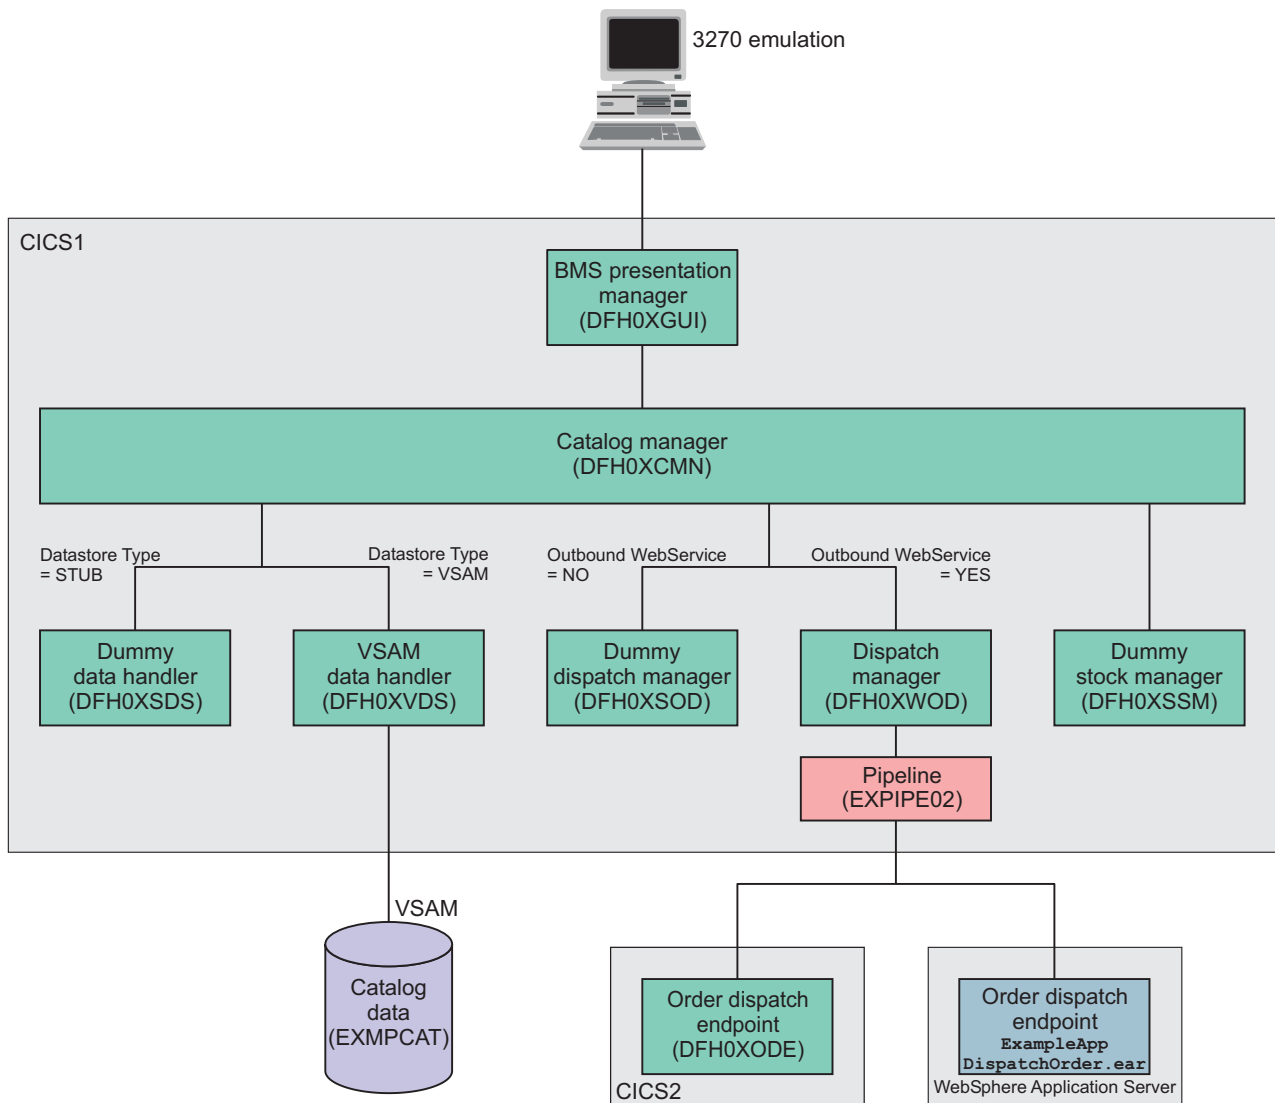 3270 emulation
CICS1
BMS presentation
manager
(DFH0XGUI)
Catalog manager
(DFH0XCMN)
Datastore Type
= STUB
Datastore Type
= VSAM
Outbound WebService
= NO
Outbound WebService
= YES
Dummy
data handler
(DFH0XSDS)
VSAM
data handler
(DFH0XVDS)
Dummy
dispatch manager
(DFH0XSOD)
Dispatch
manager
(DFH0XWOD)
Dummy
stock manager
(DFH0XSSM)
Pipeline
(EXPIPE02)
VSAM
Catalog
data
(EXMPCAT)
Order dispatch
endpoint
(DFH0XODE)
CICS2
Order dispatch
endpoint
ExampleApp
DispatchOrder.ear
WebSphere Application Server